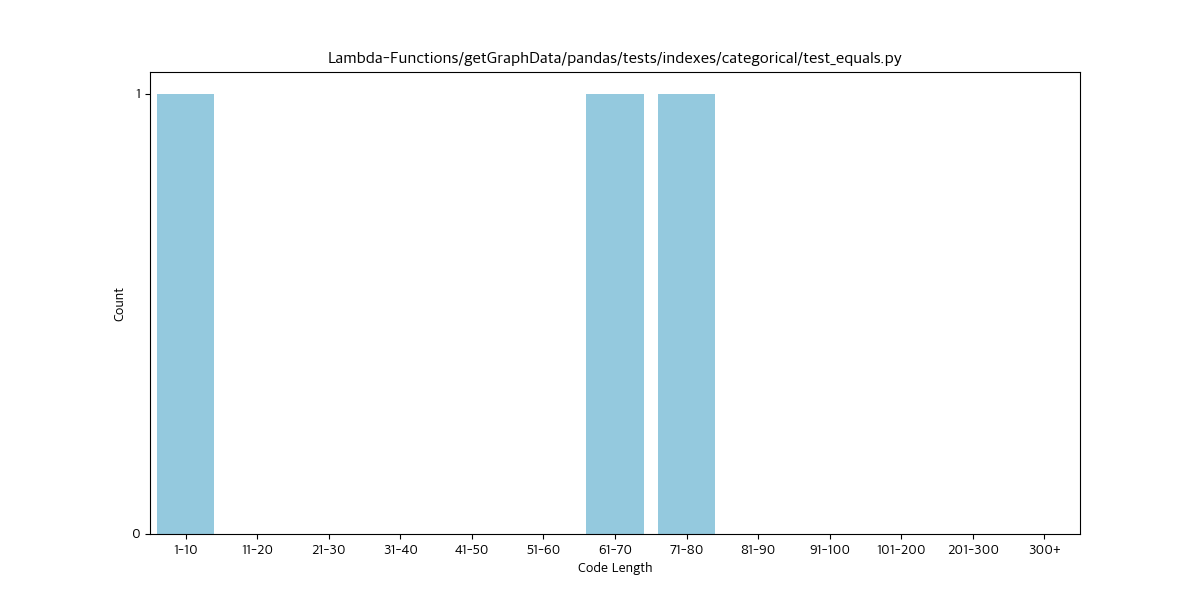 Lambda-Functions/getGraphData/pandas/tests/indexes/categorical/test_equals.py
1
Count
0
1-10 11-20 21-30 31-40 41-50 51-60 61-70 71-80 81-90 91-100 101-200 201-300 300+
Code Length